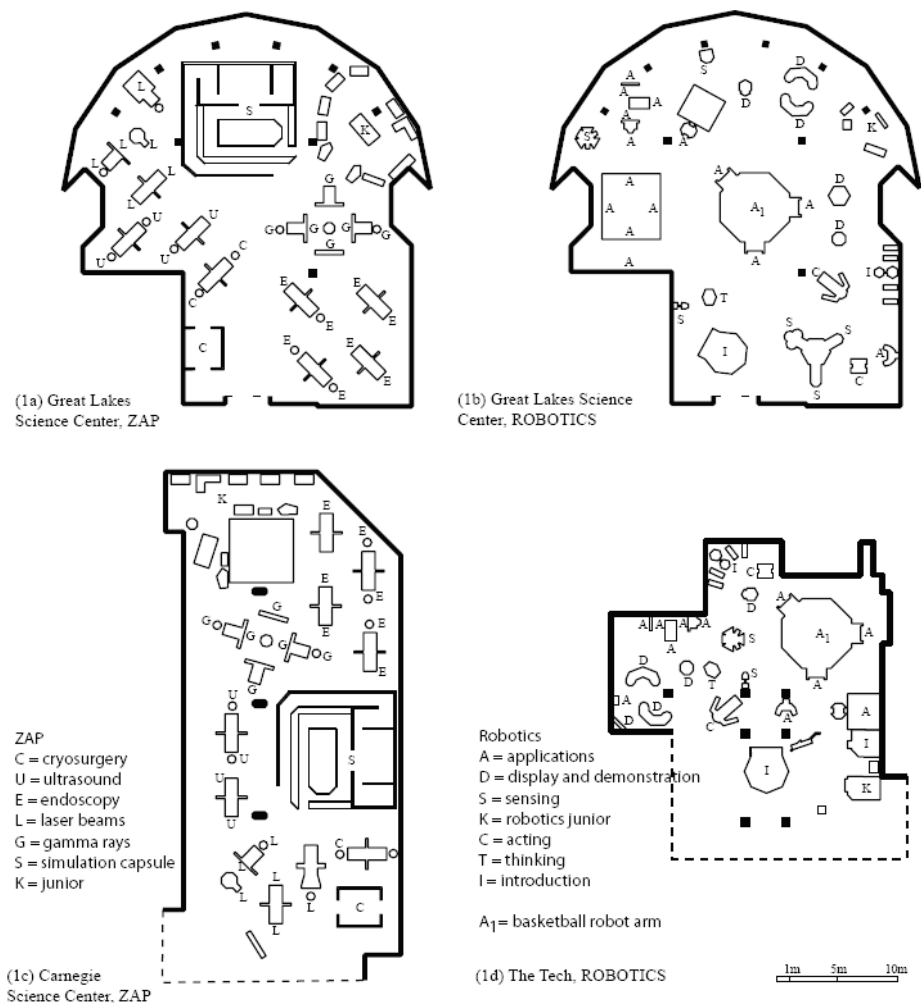 L
S
K
L L
L
L
G
L U
U
G G G G
C
G
U U
E E
C
E E
E E
C
E E
(1a) Great Lakes
Science Center, ZAP
D
S
A
A D
A
A
K
D
S A A
A
A D
A A A1 A
D
A
A
A
C I
T
S
S S
I A
C
S
(1b) Great Lakes Science
Center, ROBOTICS
K
E
E
E
E
G
G E
G G
E
G
U
S
U
U
U
L
C
L
L
L
C
L
L
ZAP
C = cryosurgery
U = ultrasound
E = endoscopy
L = laser beams
G = gamma rays
S = simulation capsule
K = junior
(1c) Carnegie
Science Center, ZAP
I C
A
D
A A A A
A1 A
S
A
D S
D T A
A
A
D D C A
I
I
K
Robotics
A = applications
D = display and demonstration
S = sensing
K = robotics junior
C = acting
T = thinking
I = introduction
A1 = basketball robot arm
(1d) The Tech, ROBOTICS
1m 5m 10m